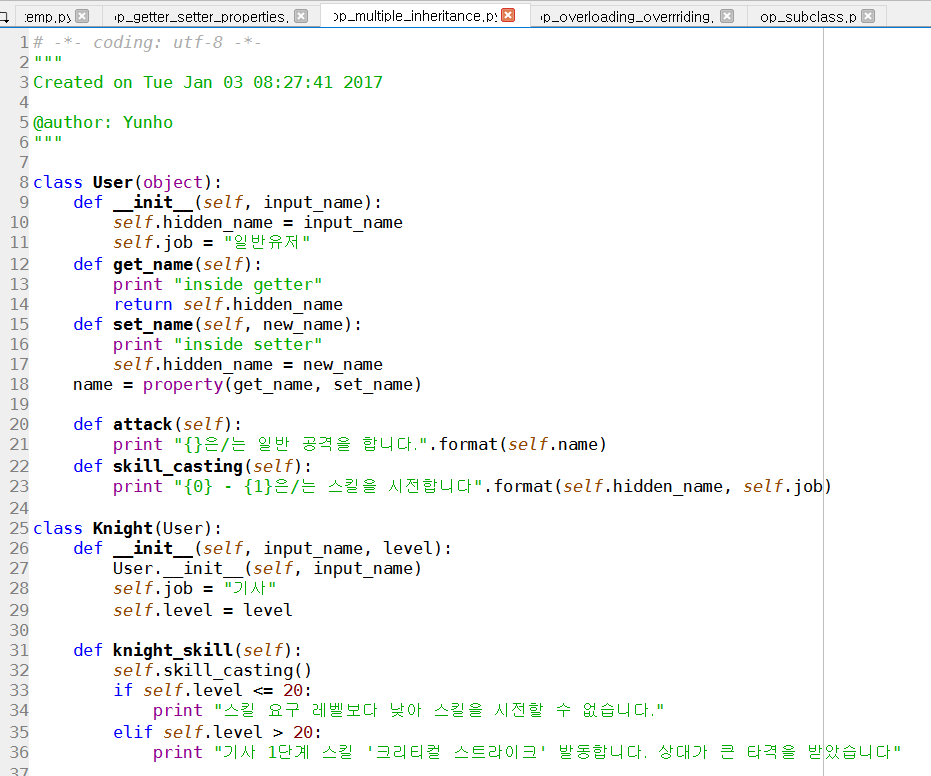 temp.py
op_getter_setter_properties.
op_multiple_inheritance.py
op_overloading_overrriding.
op_subclass.p
1 # -*- coding: utf-8 -*-
2 """
3 Created on Tue Jan 03 08:27:41 2017
4
5 @author: Yunho
6 """
7
8 class User(object):
9     def __init__(self, input_name):
10         self.hidden_name = input_name
11         self.job = "일반유저"
12     def get_name(self):
13         print "inside getter"
14         return self.hidden_name
15     def set_name(self, new_name):
16         print "inside setter"
17         self.hidden_name = new_name
18     name = property(get_name, set_name)
19
20     def attack(self):
21         print "{}은/는 일반 공격을 합니다.".format(self.name)
22     def skill_casting(self):
23         print "{0} - {1}은/는 스킬을 시전합니다".format(self.hidden_name, self.job)
24
25 class Knight(User):
26     def __init__(self, input_name, level):
27         User.__init__(self, input_name)
28         self.job = "기사"
29         self.level = level
30
31     def knight_skill(self):
32         self.skill_casting()
33         if self.level <= 20:
34             print "스킬 요구 레벨보다 낮아 스킬을 시전할 수 없습니다."
35         elif self.level > 20:
36             print "기사 1단계 스킬 '크리티컬 스트라이크' 발동합니다. 상대가 큰 타격을 받았습니다"
37